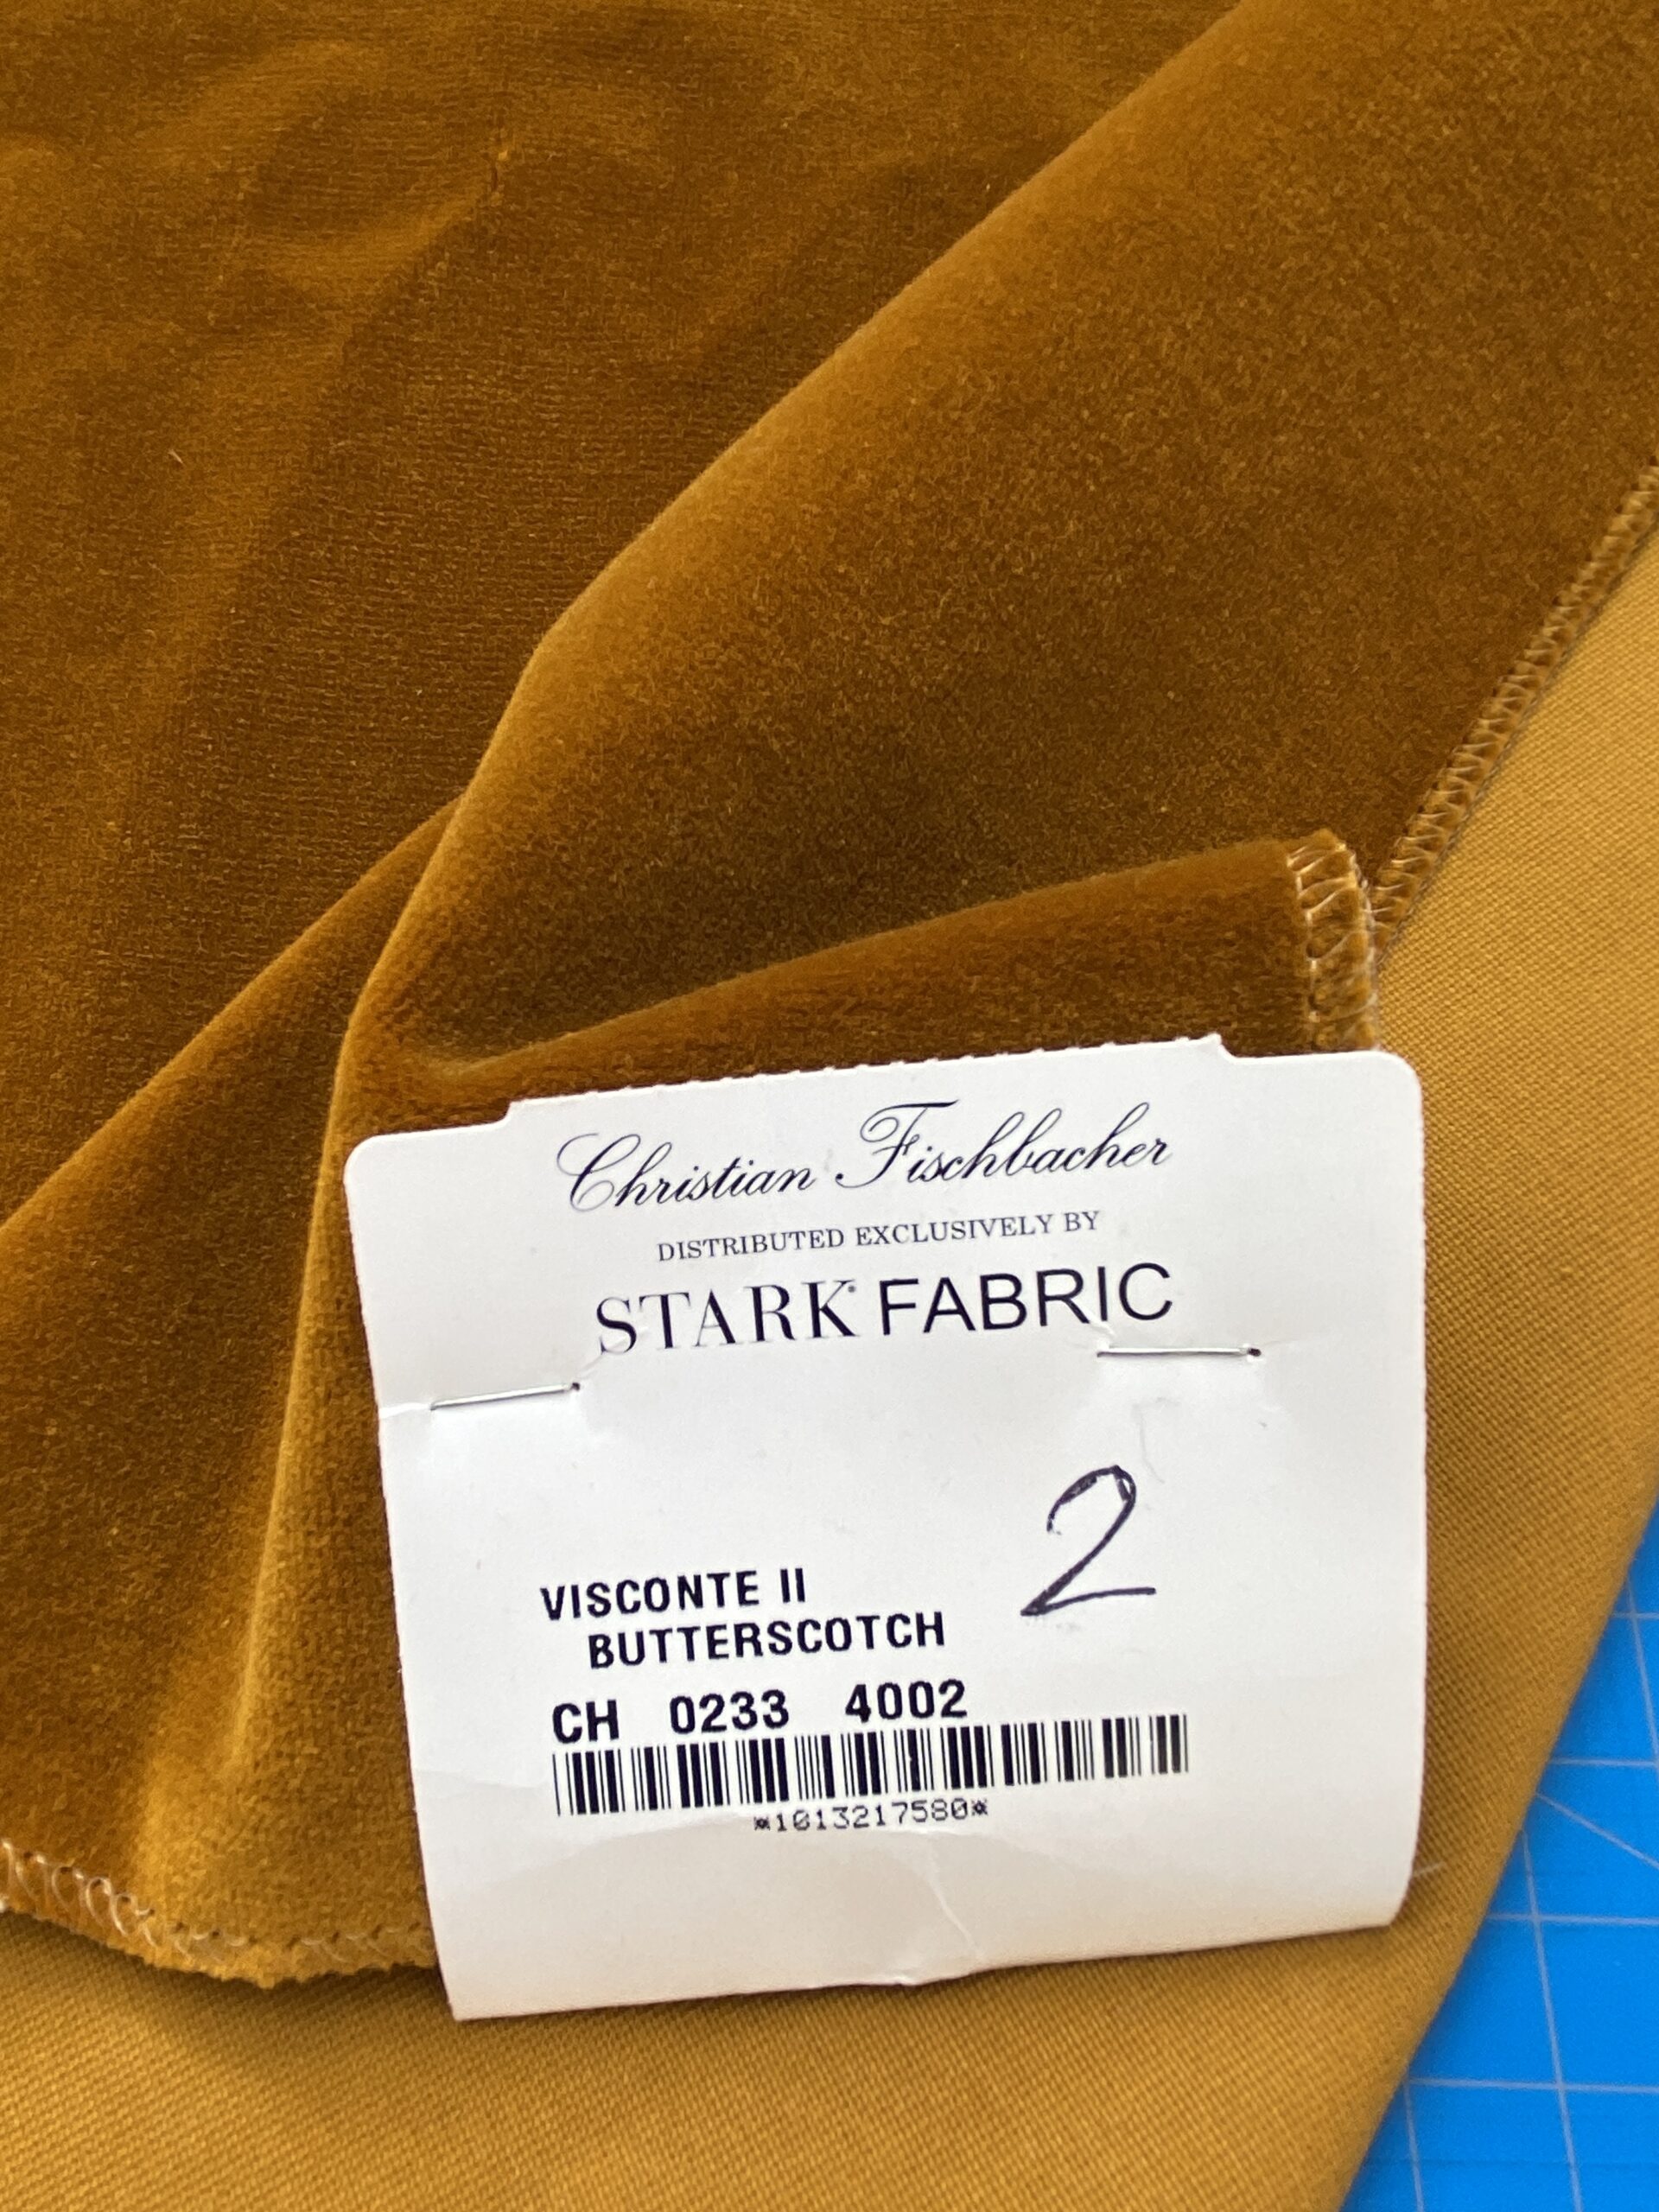 Christian Fischbacher
DISTRIBUTED EXCLUSIVELY BY
STARK FABRIC
2
VISCONTE II
BUTTERSCOTCH
CH 0233 4002
*1013217580*